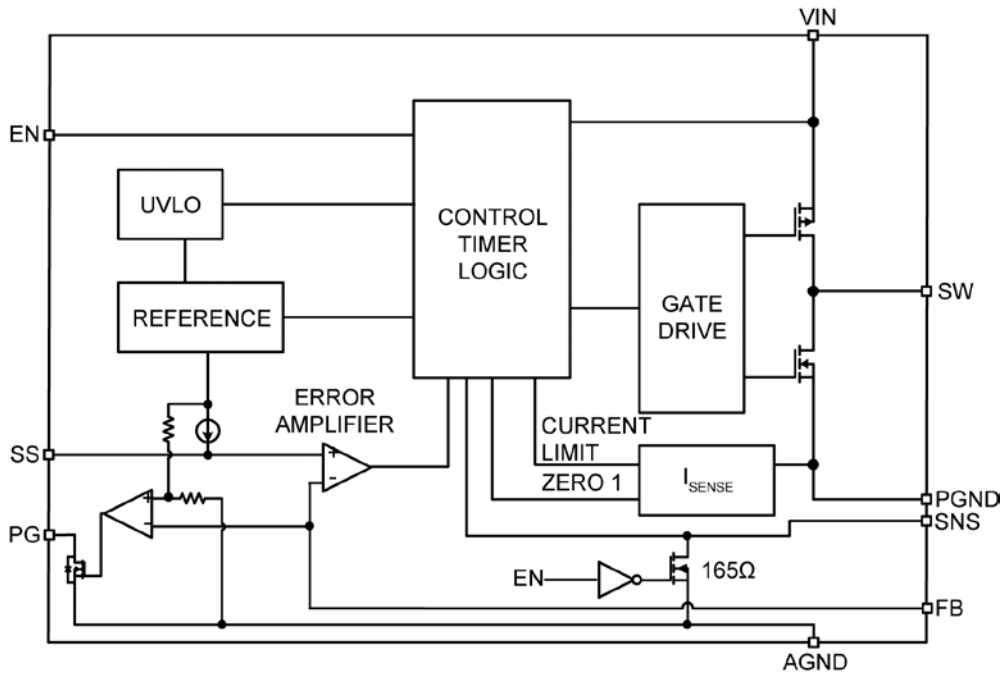 VIN
EN
UVLO
CONTROL
TIMER
LOGIC
REFERENCE
GATE
DRIVE
SW
ERROR
AMPLIFIER
CURRENT
LIMIT
ZERO 1
ISENSE
SS
+
-
+
-
PG
PGND
SNS
EN
165Ω
FB
AGND